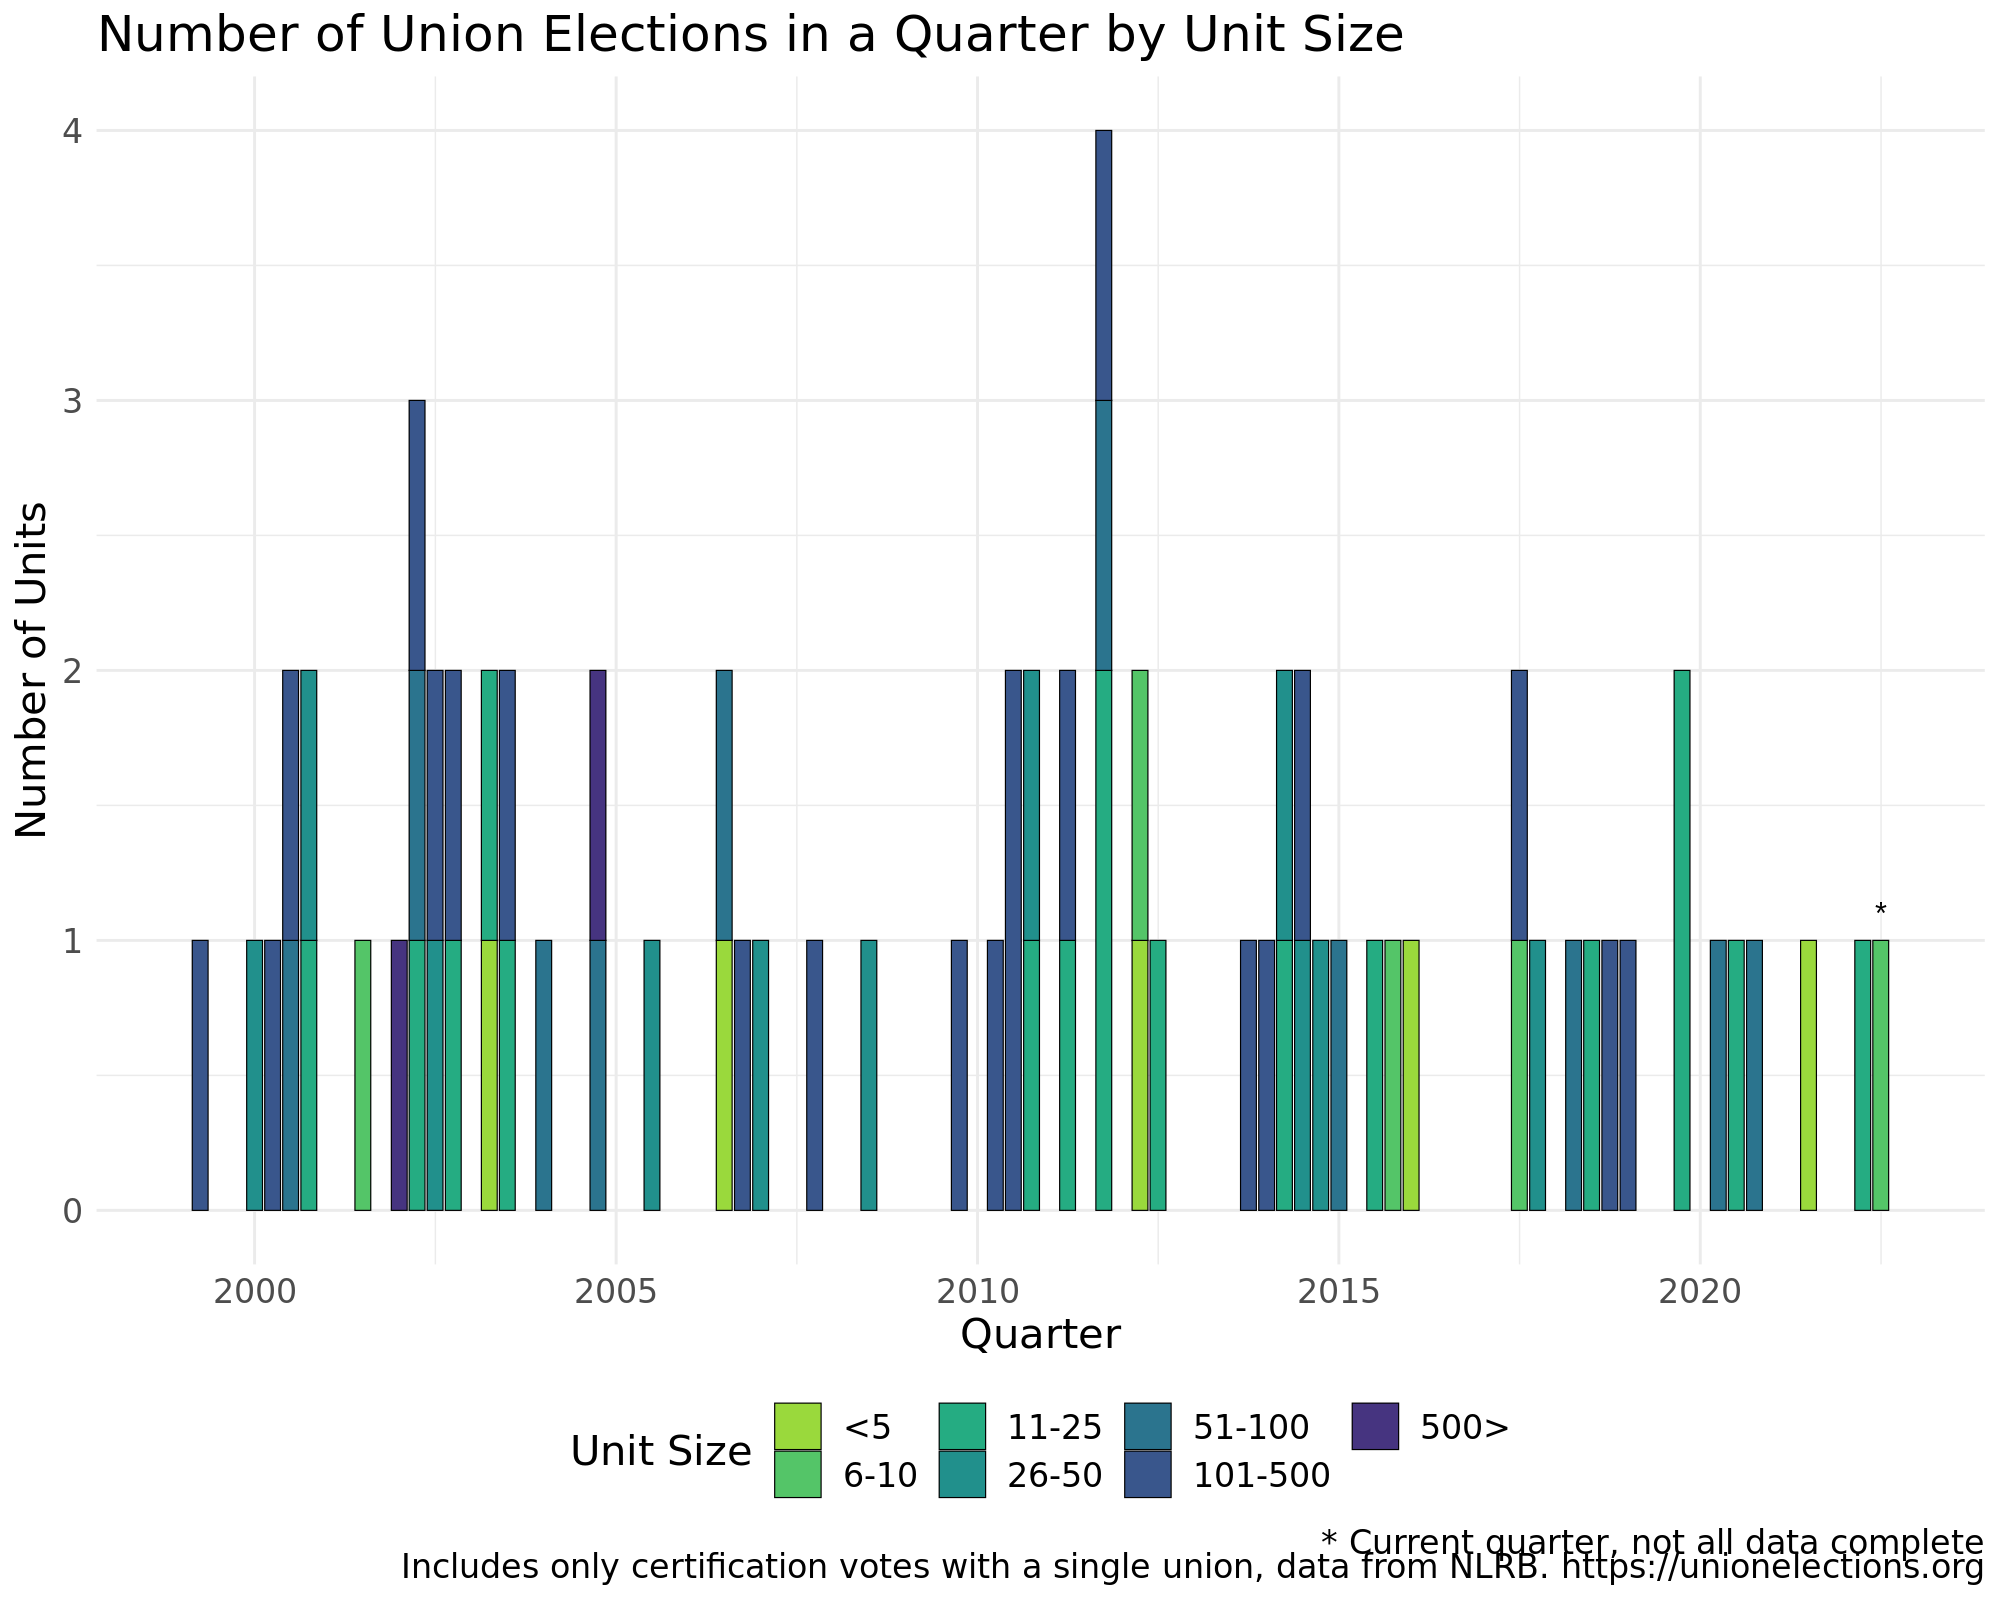 Number of Union Elections in a Quarter by Unit Size
Number of Units
4
3
2
1
0
*
2000 2005 2010 2015 2020
Quarter
Unit Size
<5 11-25 51-100 500>
6-10 26-50 101-500
* Current quarter, not all data complete
Includes only certification votes with a single union, data from NLRB. https://unionelections.org